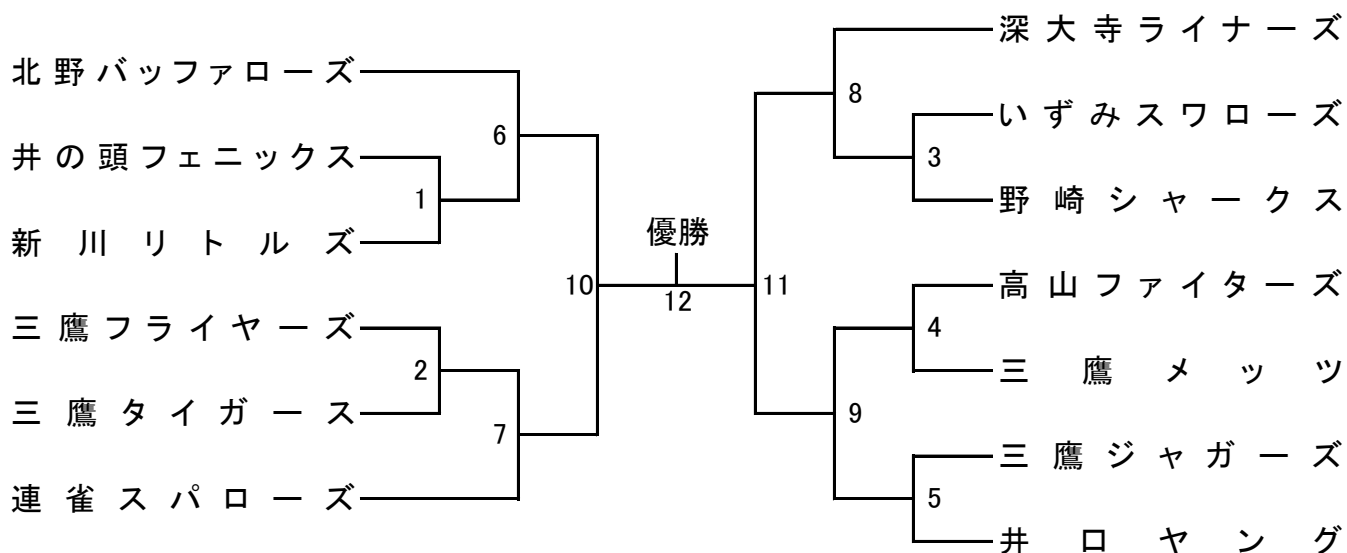 北野バッファローズ
井の頭フェニックス
新川リトルズ
三鷹フライヤーズ
三鷹タイガース
連雀スパローズ
1
2
6
7
10
優勝
12
11
8
9
3
4
5
深大寺ライナーズ
いずみスワローズ
野崎シャークス
高山ファイターズ
三鷹メッツ
三鷹ジャガーズ
井口ヤング